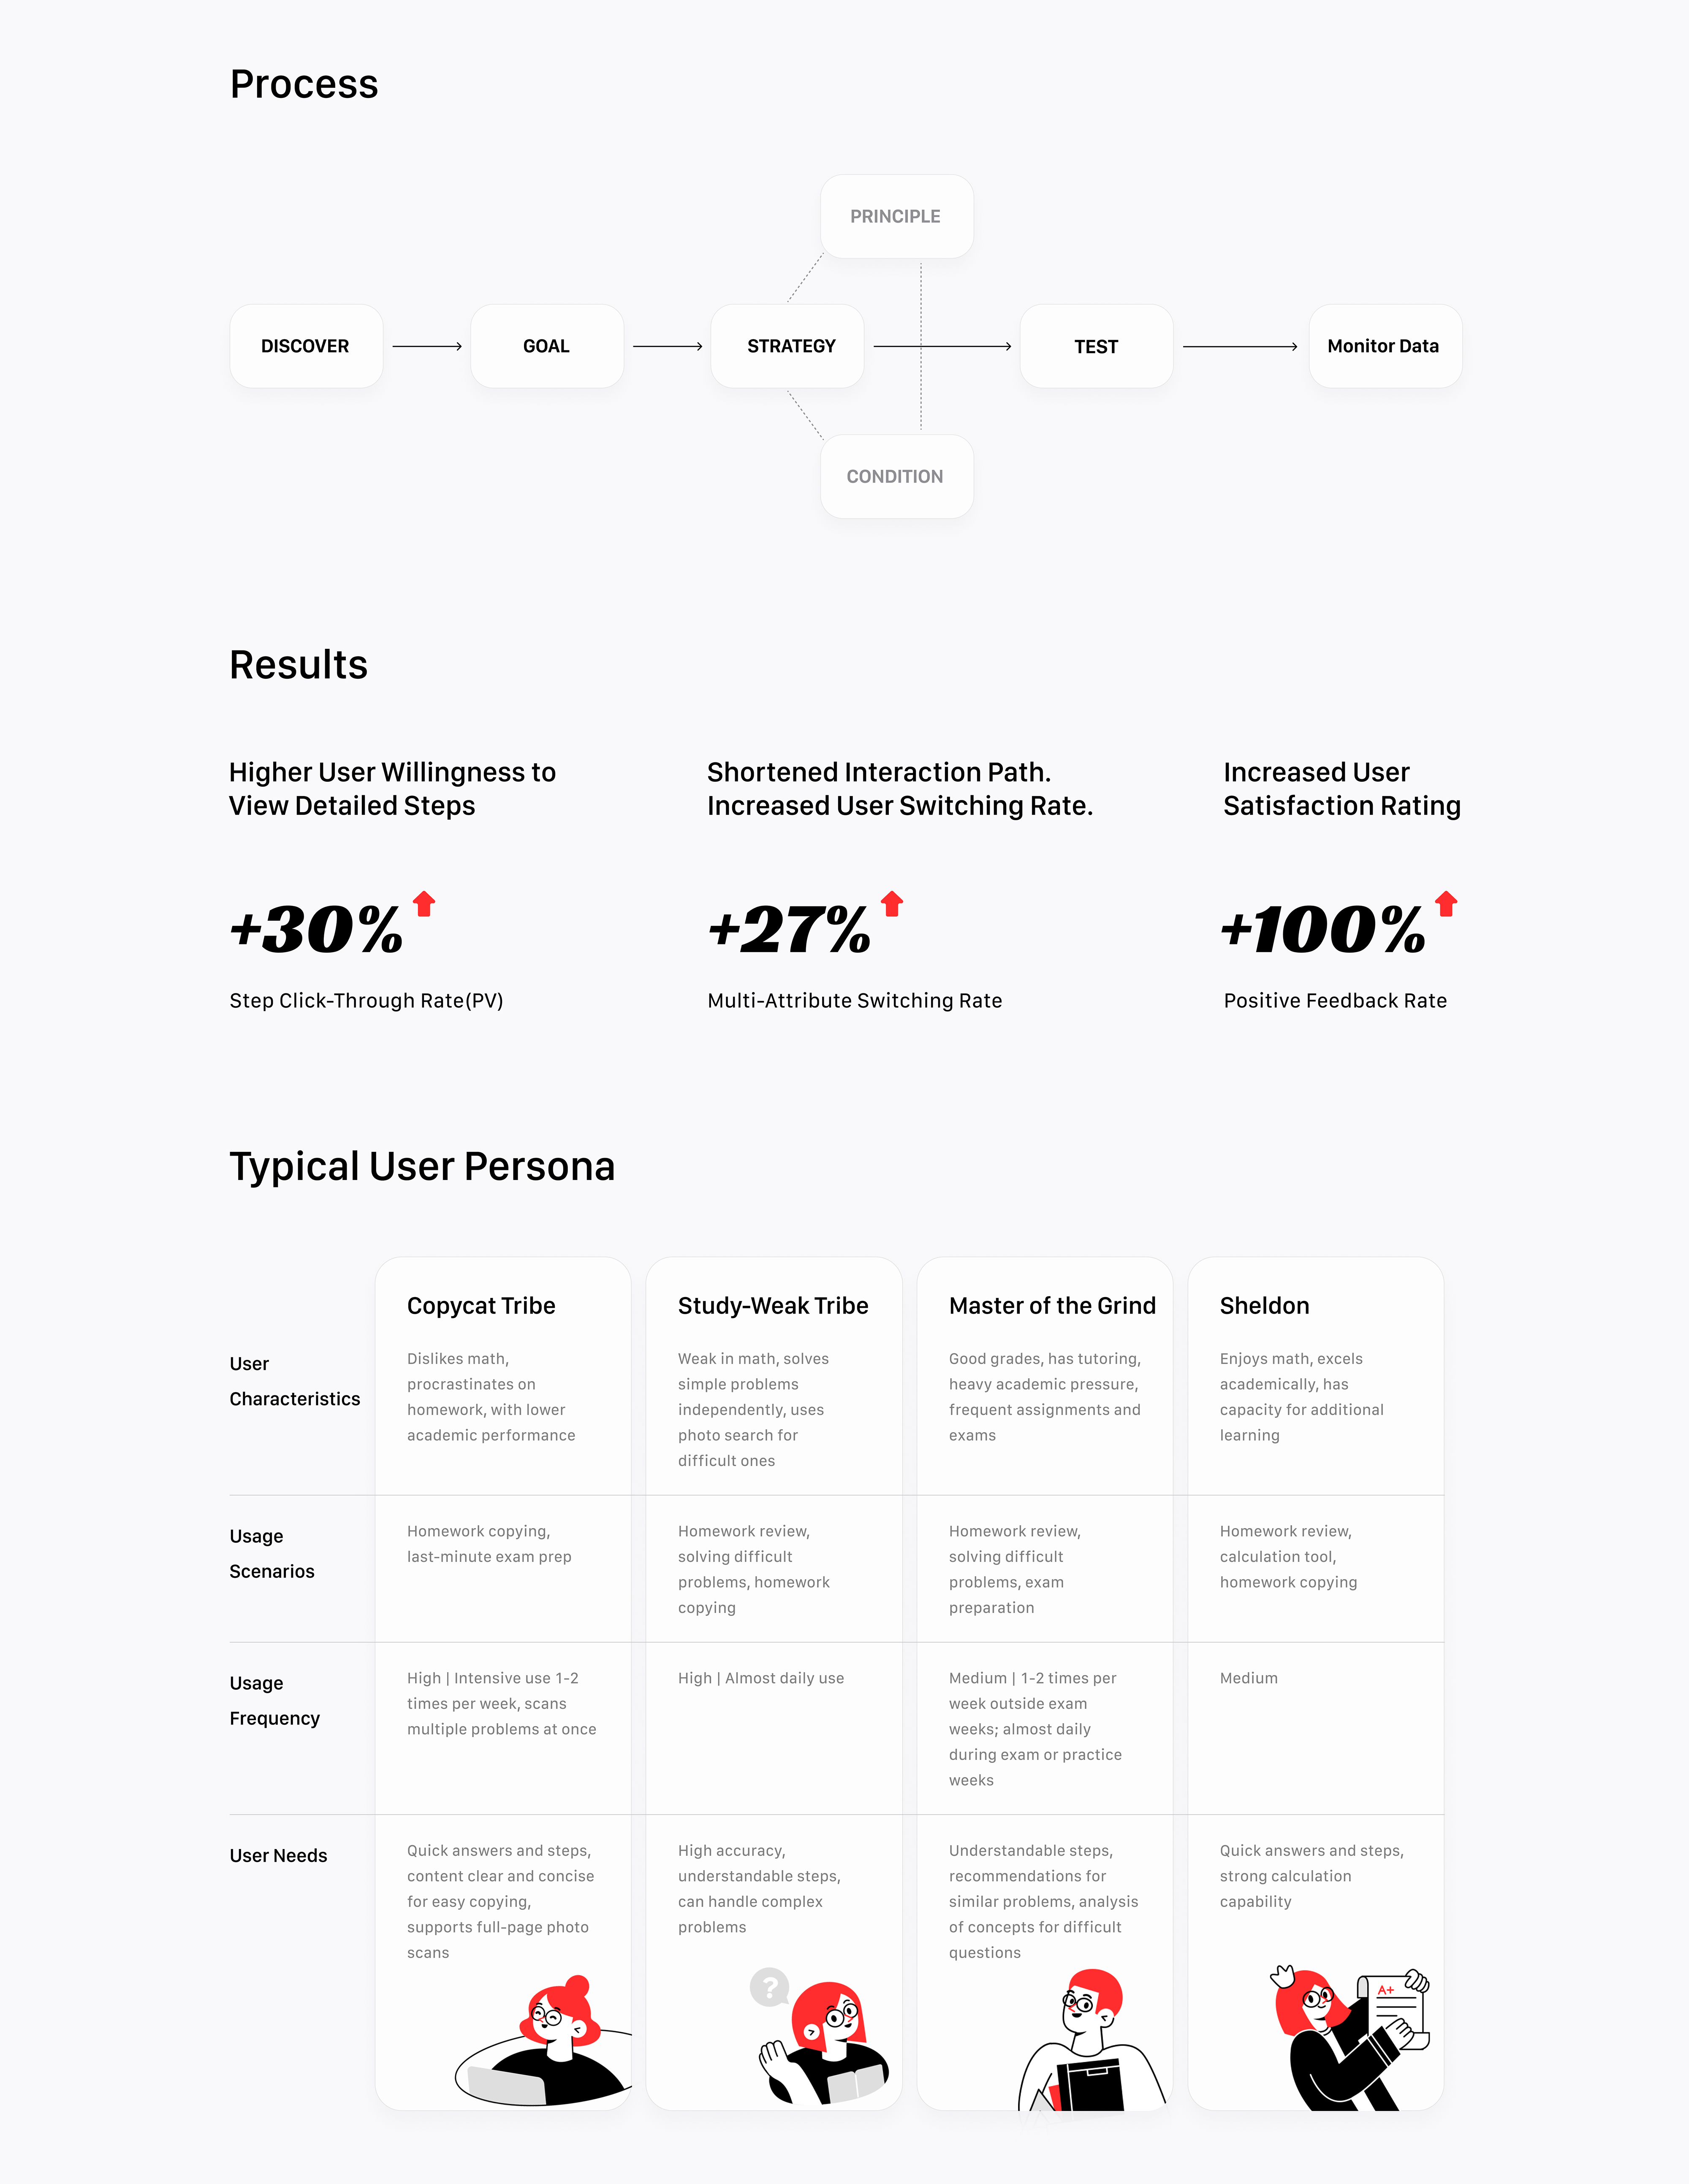 Process
PRINCIPLE
DISCOVER
GOAL
STRATEGY
TEST
Monitor Data
CONDITION
Results
Higher User Willingness to
View Detailed Steps
+30%
Step Click-Through Rate(PV)
Shortened Interaction Path.
Increased User Switching Rate.
+27%
Multi-Attribute Switching Rate
Increased User
Satisfaction Rating
+100%
Positive Feedback Rate
Typical User Persona
Copycat Tribe
Study-Weak Tribe
Master of the Grind
Sheldon
User
Characteristics
Dislikes math,
procrastinates on
homework, with lower
academic performance
Weak in math, solves
simple problems
independently, uses
photo search for
difficult ones
Good grades, has tutoring,
heavy academic pressure,
frequent assignments and
exams
Enjoys math, excels
academically, has
capacity for additional
learning
Usage
Scenarios
Homework copying,
last-minute exam prep
Homework review,
solving difficult
problems, homework
copying
Homework review,
solving difficult
problems, exam
preparation
Homework review,
calculation tool,
homework copying
Usage
Frequency
High | Intensive use 1-2
times per week, scans
multiple problems at once
High | Almost daily use
Medium | 1-2 times per
week outside exam
weeks; almost daily
during exam or practice
weeks
Medium
User Needs
Quick answers and steps,
content clear and concise
for easy copying,
supports full-page photo
scans
High accuracy,
understandable steps,
can handle complex
problems
Understandable steps,
recommendations for
similar problems, analysis
of concepts for difficult
questions
Quick answers and steps,
strong calculation
capability
?
A+